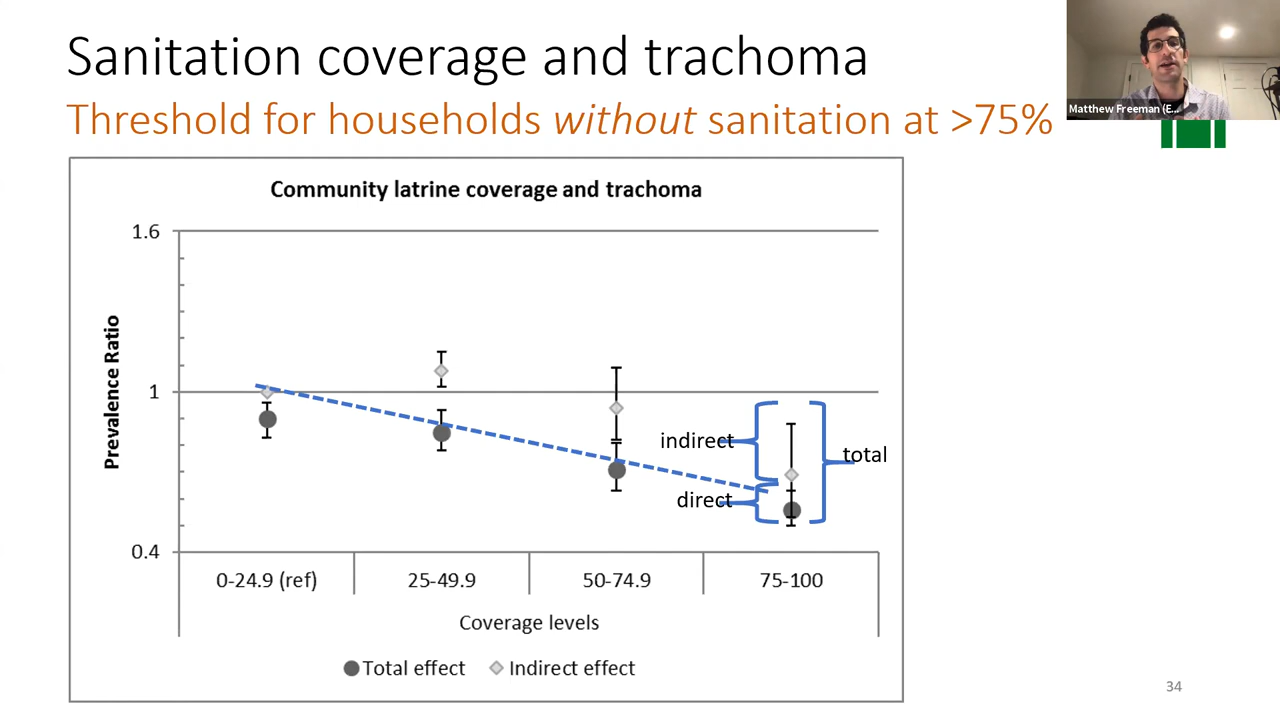 Sanitation coverage and trachoma
Threshold for households without sanitation at >75%
Matthew Freeman (E...
Community latrine coverage and trachoma
1.6
1
0.4
Prevalence Ratio
indirect
direct
total
0-24.9 (ref)
25-49.9
50-74.9
75-100
Coverage levels
Total effect
Indirect effect
34